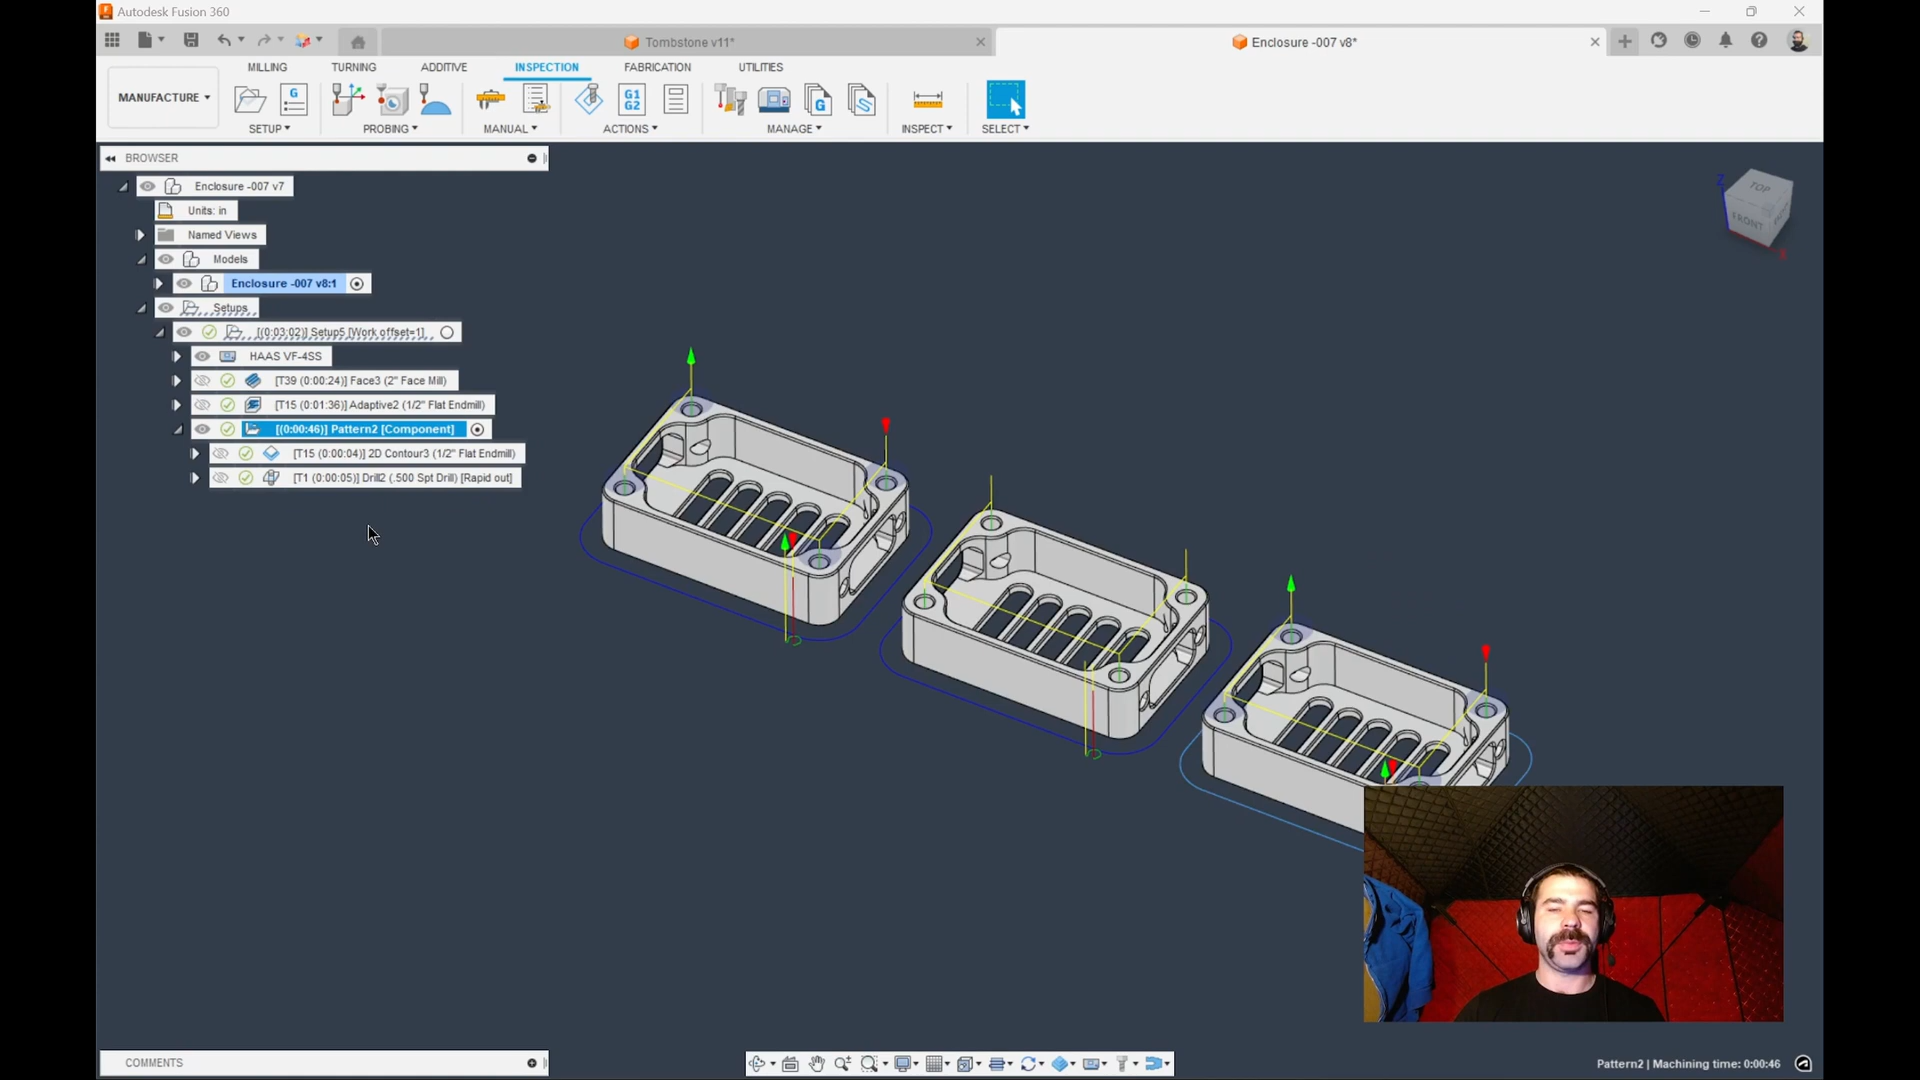 Autodesk Fusion 360
Tombstone v11*
Enclosure -007 v8*
MILLING
TURNING
ADDITIVE
INSPECTION
FABRICATION
UTILITIES
MANUFACTURE
G
G1
G2
G
S
SETUP
PROBING
MANUAL
ACTIONS
MANAGE
INSPECT
SELECT
BROWSER
Enclosure -007 v7
Units: in
Named Views
Models
Enclosure -007 v8:1
Setups
[(0:03:02)] Setup5 [Work offset=1]
HAAS VF-4SS
[T39 (0:00:24)] Face3 (2" Face Mill)
[T15 (0:01:36)] Adaptive2 (1/2" Flat Endmill)
[(0:00:46)] Pattern2 [Component]
[T15 (0:00:04)] 2D Contour3 (1/2" Flat Endmill)
[T1 (0:00:05)] Drill2 (.500 Spt Drill) [Rapid out]
Z
TOP
FRONT
X
COMMENTS
Pattern2 | Machining time: 0:00:46